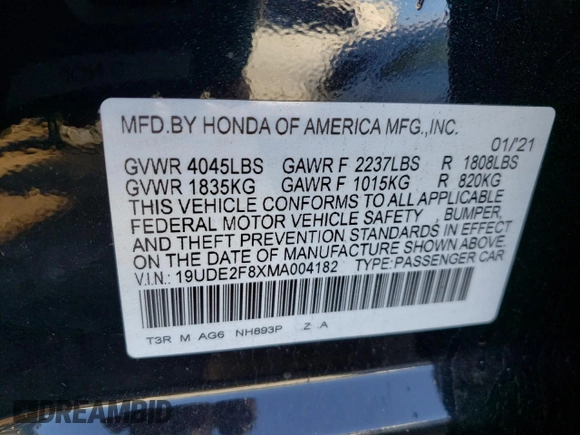 MFD.BY HONDA OF AMERICA MFG.,INC.
01/'21
GVWR 4045LBS GAWR F 2237LBS R 1808LBS
GVWR 1835KG GAWR F 1015KG R 820KG
THIS VEHICLE CONFORMS TO ALL APPLICABLE
FEDERAL MOTOR VEHICLE SAFETY , BUMPER,
AND THEFT PREVENTION STANDARDS IN EFFECT
ON THE DATE OF MANUFACTURE SHOWN ABOVE.
V.I.N.: 19UDE2F8XMA004182 TYPE:PASSENGER CAR
T3R M AG6 NH893P .Z .A
DREAMBID